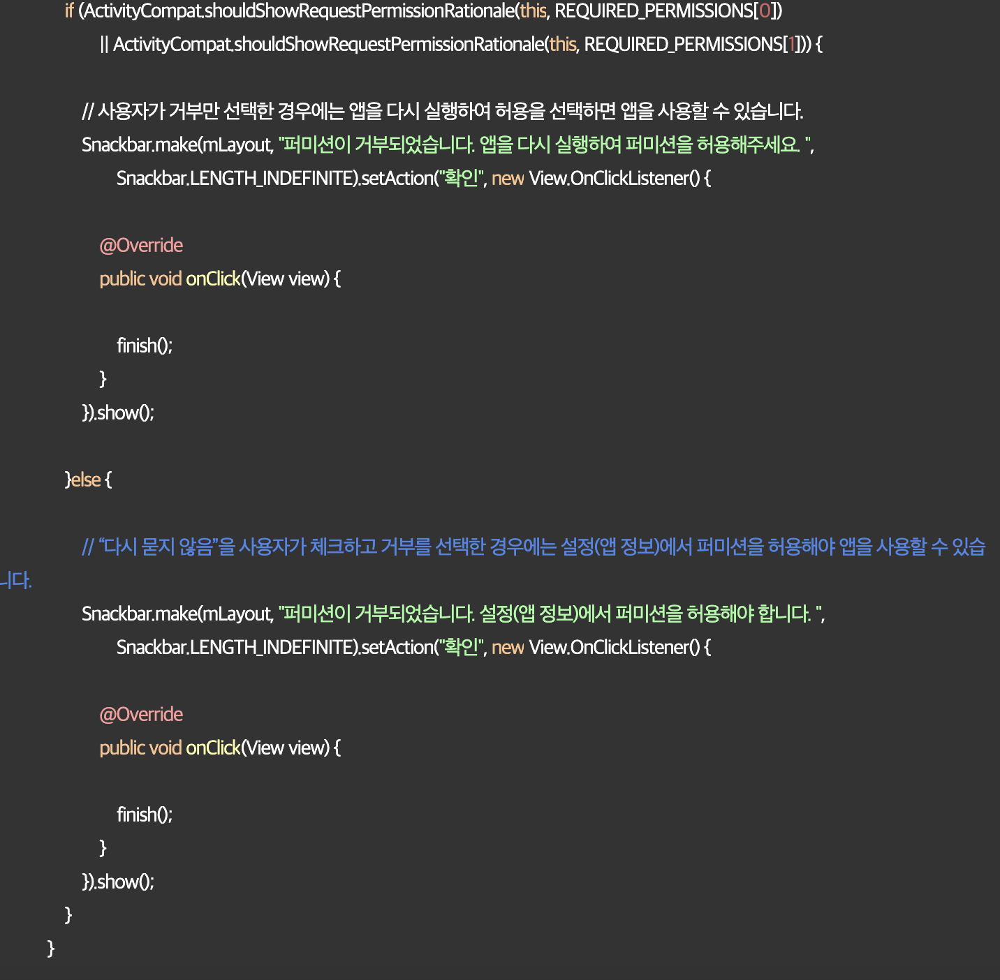 if (ActivityCompat.shouldShowRequestPermissionRationale(this, REQUIRED_PERMISSIONS[0])
|| ActivityCompat.shouldShowRequestPermissionRationale(this, REQUIRED_PERMISSIONS[1])) {
// 사용자가 거부만 선택한 경우에는 앱을 다시 실행하여 허용을 선택하면 앱을 사용할 수 있습니다.
Snackbar.make(mLayout, "퍼미션이 거부되었습니다. 앱을 다시 실행하여 퍼미션을 허용해주세요. ",
Snackbar.LENGTH_INDEFINITE).setAction("확인", new View.OnClickListener() {
@Override
public void onClick(View view) {
finish();
}
}).show();
}else {
// “다시 묻지 않음”을 사용자가 체크하고 거부를 선택한 경우에는 설정(앱 정보)에서 퍼미션을 허용해야 앱을 사용할 수 있습
니다.
Snackbar.make(mLayout, "퍼미션이 거부되었습니다. 설정(앱 정보)에서 퍼미션을 허용해야 합니다. ",
Snackbar.LENGTH_INDEFINITE).setAction("확인", new View.OnClickListener() {
@Override
public void onClick(View view) {
finish();
}
}).show();
}
}